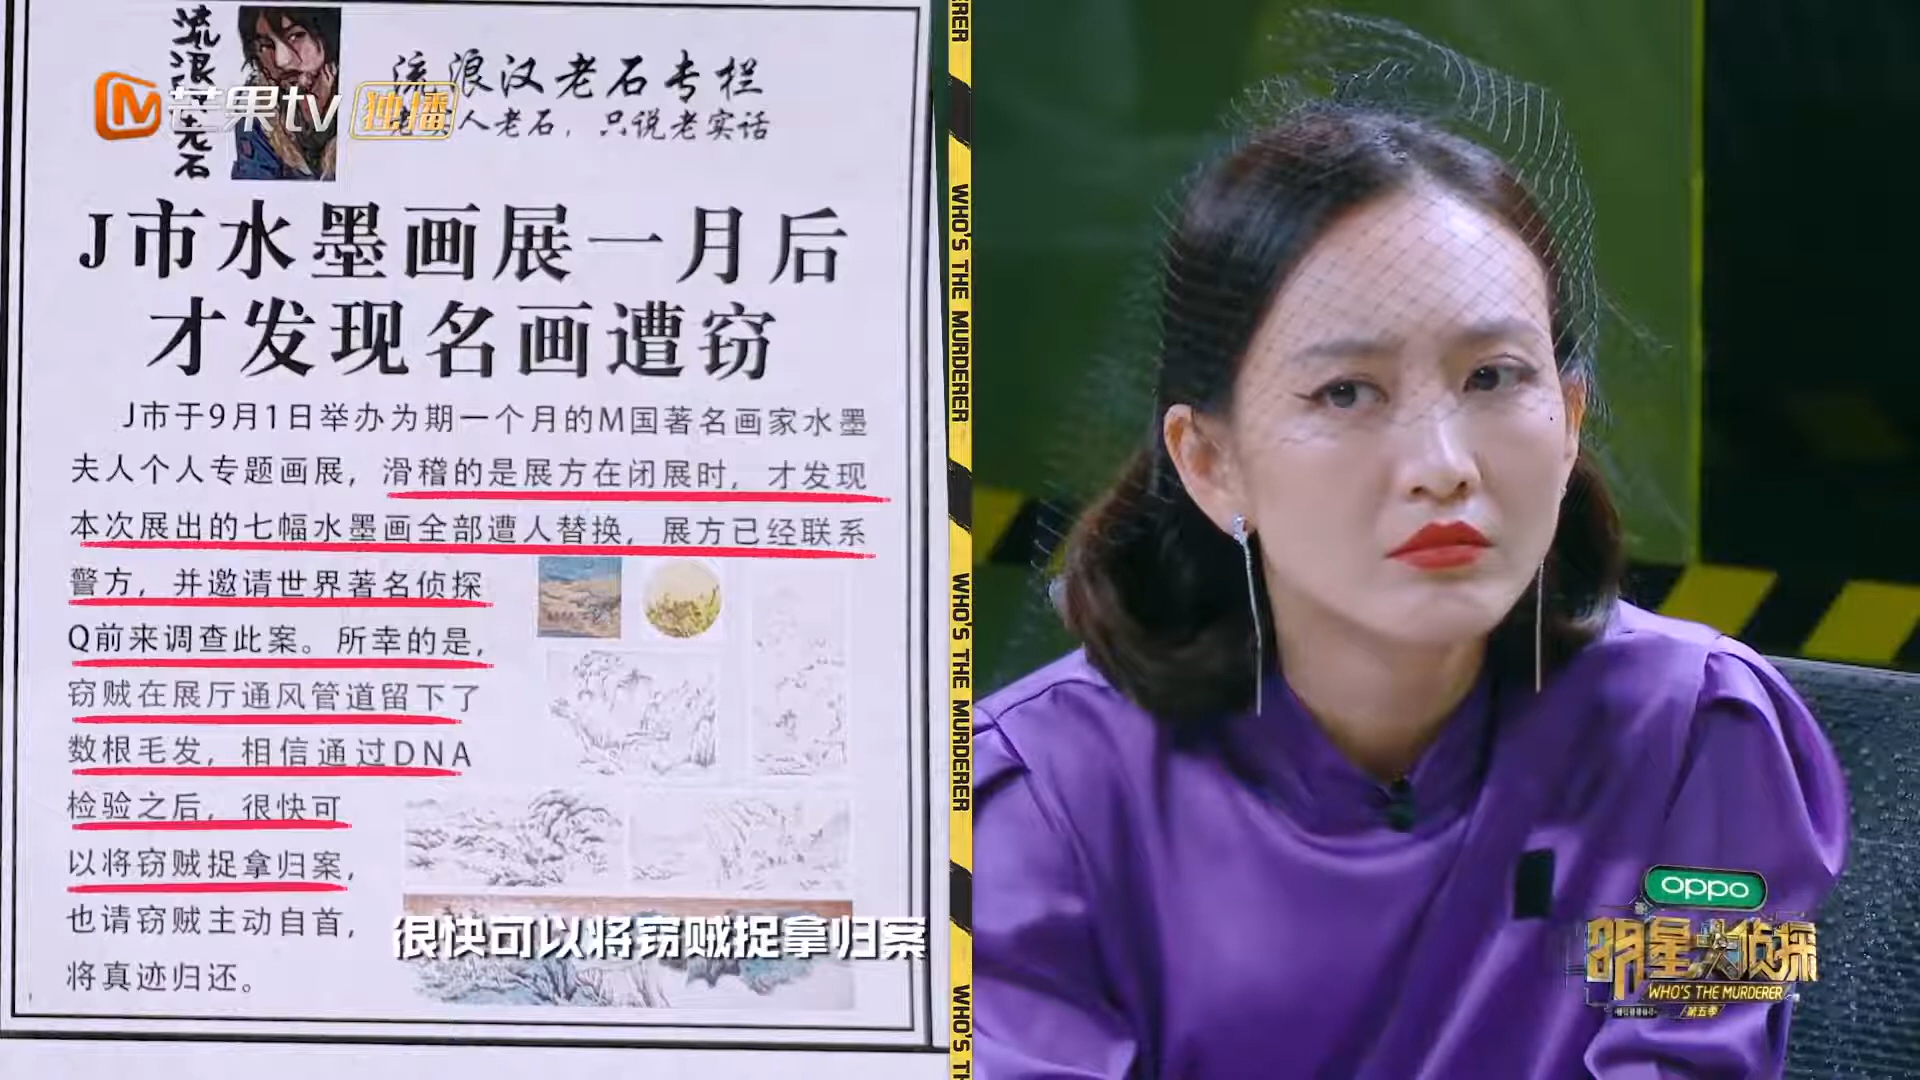 流浪汉老石
芒果tv 独播
流浪汉老石专栏
老实人老石，只说老实话
J市水墨画展一月后
才发现名画遭窃
J市于9月1日举办为期一个月的M国著名画家水墨
夫人个人专题画展，滑稽的是展方在闭展时，才发现
本次展出的七幅水墨画全部遭人替换，展方已经联系
警方，并邀请世界著名侦探
Q前来调查此案。所幸的是，
窃贼在展厅通风管道留下了
数根毛发，相信通过DNA
检验之后，很快可
以将窃贼捉拿归案，
也请窃贼主动自首，
将真迹归还。
很快可以将窃贼捉拿归案
RER
WHO'S THE MURDERER
WHO'S THE MURDERER
WHO'S TH
oppo
明星大侦探
WHO'S THE MURDERER
第五季